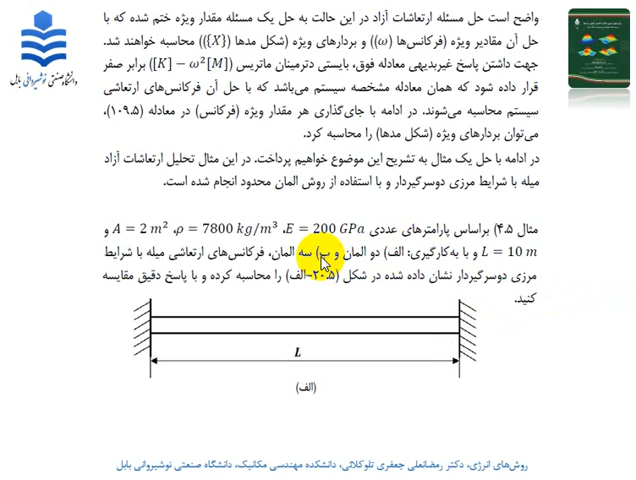 واضح است حل مسئله ارتعاشات آزاد در این حالت به حل یک مسئله مقدار ویژه ختم شده که با
حل آن مقادیر ویژه (فرکانس‌ها (ω)) و بردارهای ویژه (شکل مدها ({X})) محاسبه خواهند شد.
جهت داشتن پاسخ غیربدیهی معادله فوق، بایستی دترمینان ماتریس ([K] − ω²[M]) برابر صفر
قرار داده شود که همان معادله مشخصه سیستم می‌باشد که با حل آن فرکانس‌های ارتعاشی
سیستم محاسبه می‌شوند. در ادامه با جای‌گذاری هر مقدار ویژه (فرکانس) در معادله (۱۰۹.۵)،
می‌توان بردارهای ویژه (شکل مدها) را محاسبه کرد.
در ادامه با حل یک مثال به تشریح این موضوع خواهیم پرداخت. در این مثال تحلیل ارتعاشات آزاد
میله با شرایط مرزی دوسرگیردار و با استفاده از روش المان محدود انجام شده است.
مثال ۴.۵) براساس پارامترهای عددی E = 200 GPa، ρ = 7800 kg/m³، A = 2 m² و
L = 10 m و با به‌کارگیری: الف) دو المان و ب) سه المان، فرکانس‌های ارتعاشی میله با شرایط
مرزی دوسرگیردار نشان داده شده در شکل (۲۰.۵-الف) را محاسبه کرده و با پاسخ دقیق مقایسه
کنید.
L
(الف)
روش‌های انرژی، دکتر رمضانعلی جعفری تلوکلائی، دانشکده مهندسی مکانیک، دانشگاه صنعتی نوشیروانی بابل
دانشگاه صنعتی نوشیروانی بابل